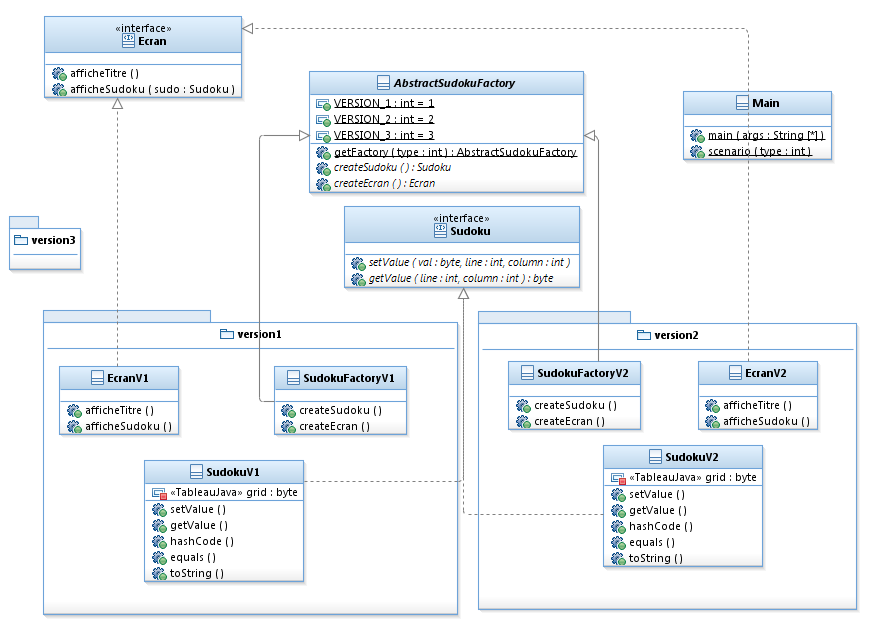 «interface»
Ecran
afficheTitre ( )
afficheSudoku ( sudo : Sudoku )
AbstractSudokuFactory
VERSION_1 : int = 1
VERSION_2 : int = 2
VERSION_3 : int = 3
getFactory ( type : int ) : AbstractSudokuFactory
createSudoku ( ) : Sudoku
createEcran ( ) : Ecran
Main
main ( args : String [*] )
scenario ( type : int )
«interface»
Sudoku
setValue ( val : byte, line : int, column : int )
getValue ( line : int, column : int ) : byte
version3
version1
EcranV1
afficheTitre ( )
afficheSudoku ( )
SudokuFactoryV1
createSudoku ( )
createEcran ( )
SudokuV1
«TableauJava» grid : byte
setValue ( )
getValue ( )
hashCode ( )
equals ( )
toString ( )
version2
SudokuFactoryV2
createSudoku ( )
createEcran ( )
EcranV2
afficheTitre ( )
afficheSudoku ( )
SudokuV2
«TableauJava» grid : byte
setValue ( )
getValue ( )
hashCode ( )
equals ( )
toString ( )